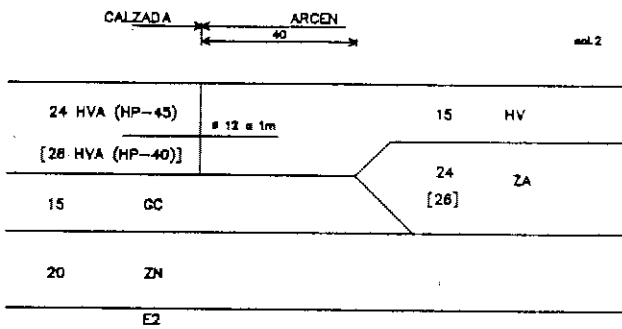 CALZADA ARCEN
40
sol.2
24 HVA (HP-45) 15 HV
ø 12 a 1m
[28 HVA (HP-40)]
24 ZA
[26]
15 GC
20 ZN
E2